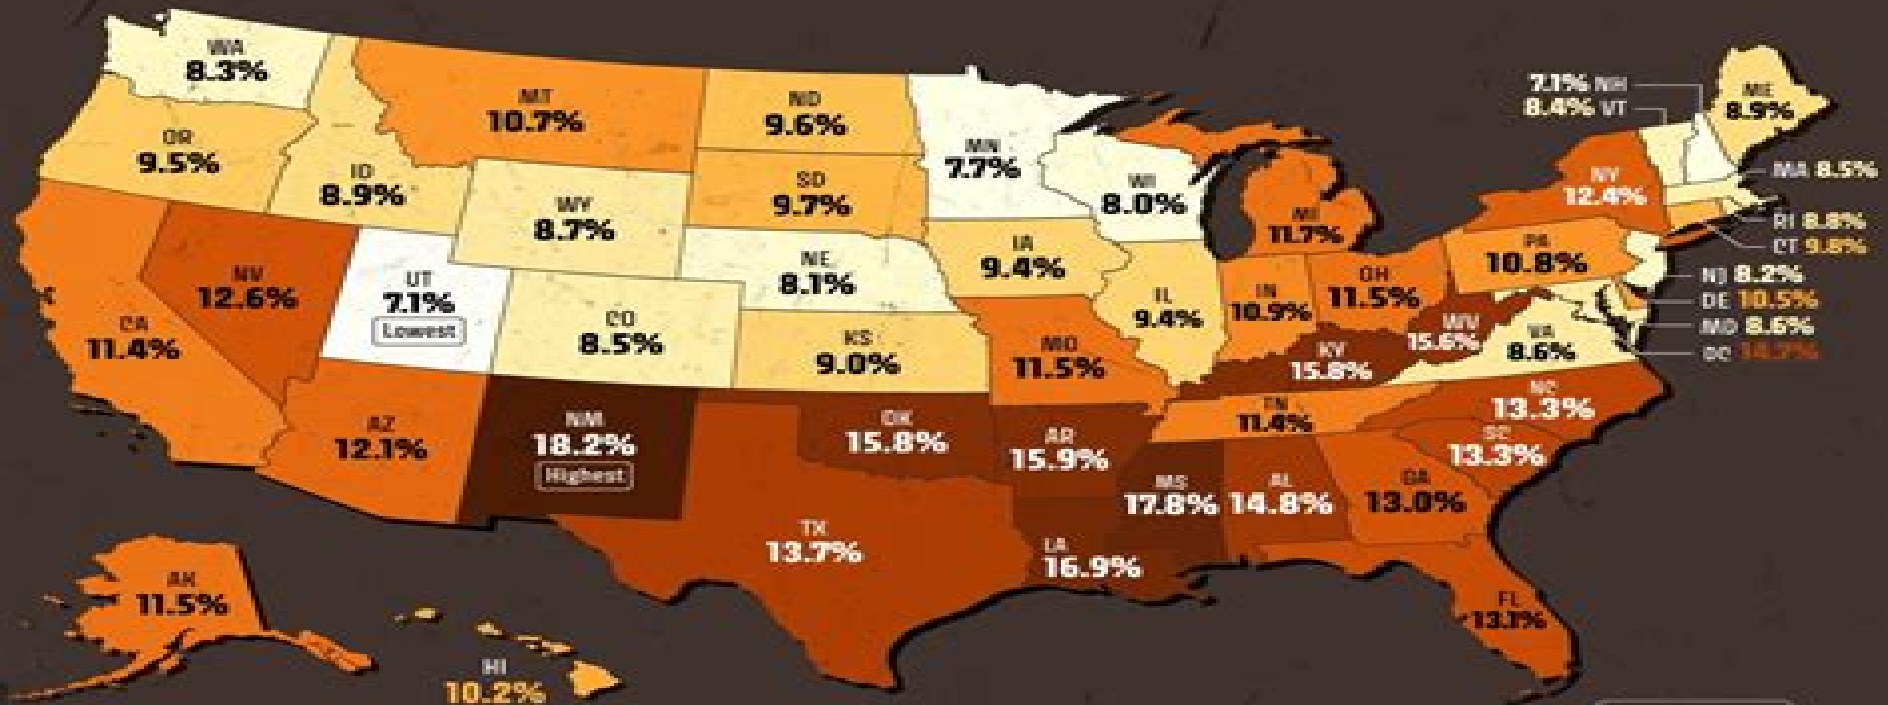 WA
8.3%
MT
10.7%
ND
9.6%
MN
7.7%
OR
9.5%
ID
8.9%
WY
8.7%
SD
9.7%
WI
8.0%
MI
11.7%
7.1% NH
8.4% VT
ME
8.9%
NY
12.4%
MA 8.5%
RI 8.8%
CT 9.8%
NJ 8.2%
DE 10.5%
MD 8.6%
DC
NV
12.6%
UT
7.1%
Lowest
NE
8.1%
IA
9.4%
IL
9.4%
IN
10.9%
OH
11.5%
PA
10.8%
CA
11.4%
CO
8.5%
KS
9.0%
MO
11.5%
KY
15.8%
WV
15.6%
VA
8.6%
AZ
12.1%
NM
18.2%
Highest
OK
15.8%
AR
15.9%
TN
11.4%
NC
13.3%
SC
13.3%
TX
13.7%
LA
16.9%
MS
17.8%
AL
14.8%
GA
13.0%
FL
13.1%
AK
11.5%
HI
10.2%